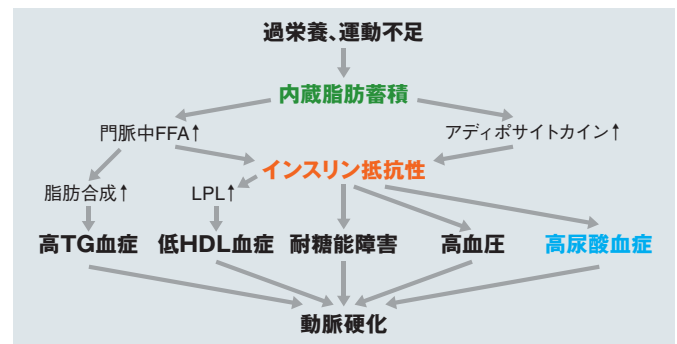 過栄養、運動不足
内蔵脂肪蓄積
門脈中FFA↑
アディポサイトカイン↑
インスリン抵抗性
脂肪合成↑
LPL↑
高TG血症
低HDL血症
耐糖能障害
高血圧
高尿酸血症
動脈硬化